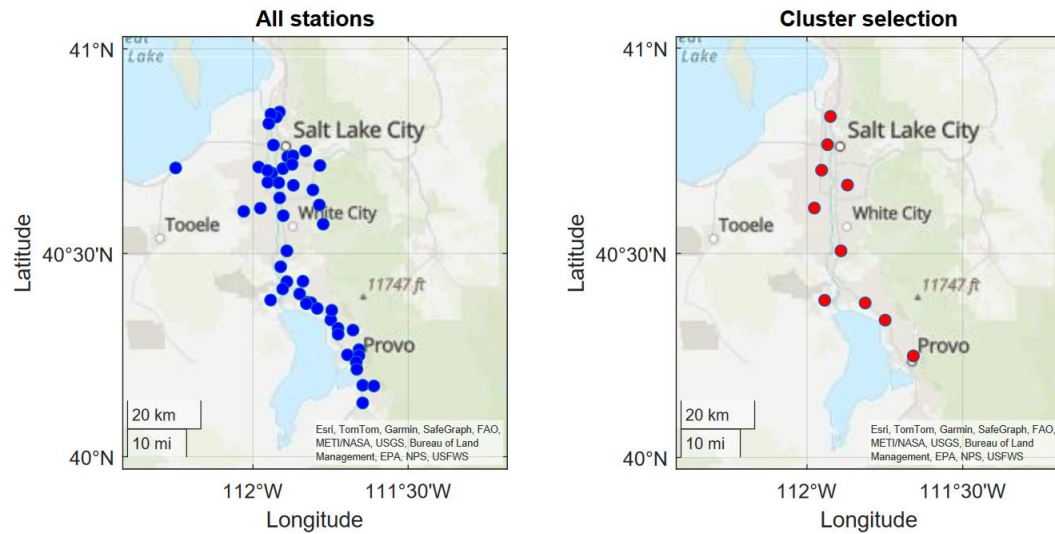 All stations
41°N
eat
Lake
Salt Lake City
Tooele
White City
40°30'N
11747 ft
Provo
20 km
10 mi
Esri, TomTom, Garmin, SafeGraph, FAO,
METI/NASA, USGS, Bureau of Land
Management, EPA, NPS, USFWS
40°N
112°W
111°30'W
Longitude
Latitude
Cluster selection
41°N
eat
Lake
Salt Lake City
Tooele
White City
40°30'N
11747 ft
Provo
20 km
10 mi
Esri, TomTom, Garmin, SafeGraph, FAO,
METI/NASA, USGS, Bureau of Land
Management, EPA, NPS, USFWS
40°N
112°W
111°30'W
Longitude
Latitude